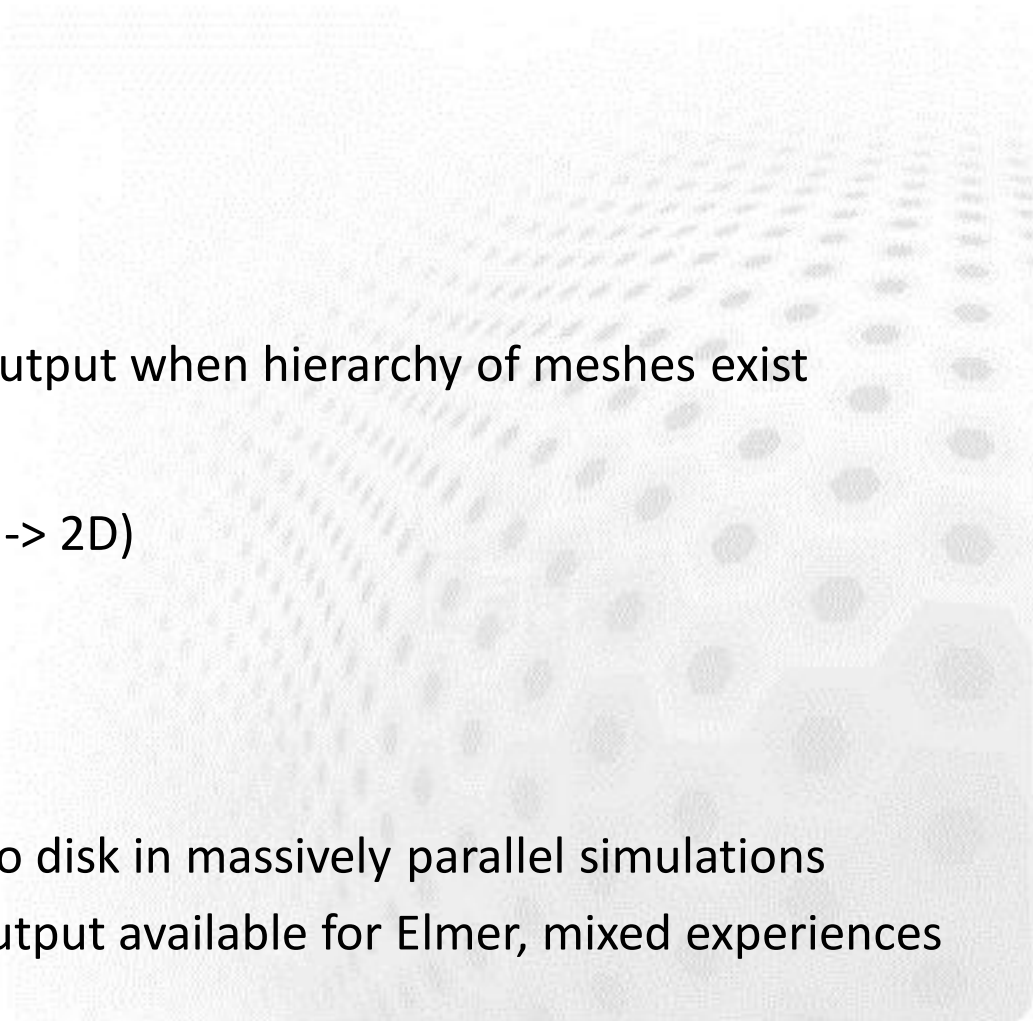 utput when hierarchy of meshes exist
-> 2D)
o disk in massively parallel simulations
utput available for Elmer, mixed experiences